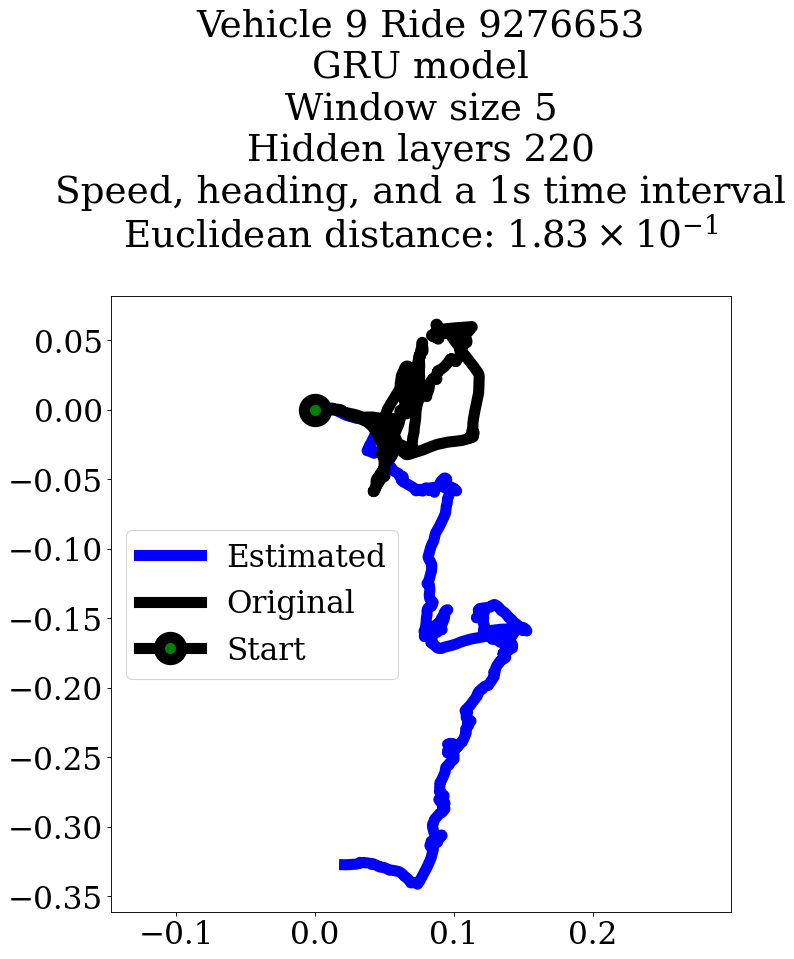 Vehicle 9 Ride 9276653
GRU model
Window size 5
Hidden layers 220
Speed, heading, and a 1s time interval
Euclidean distance: 1.83 × 10⁻¹
0.05
0.00
−0.05
−0.10
−0.15
−0.20
−0.25
−0.30
−0.35
Estimated
Original
Start
−0.1
0.0
0.1
0.2